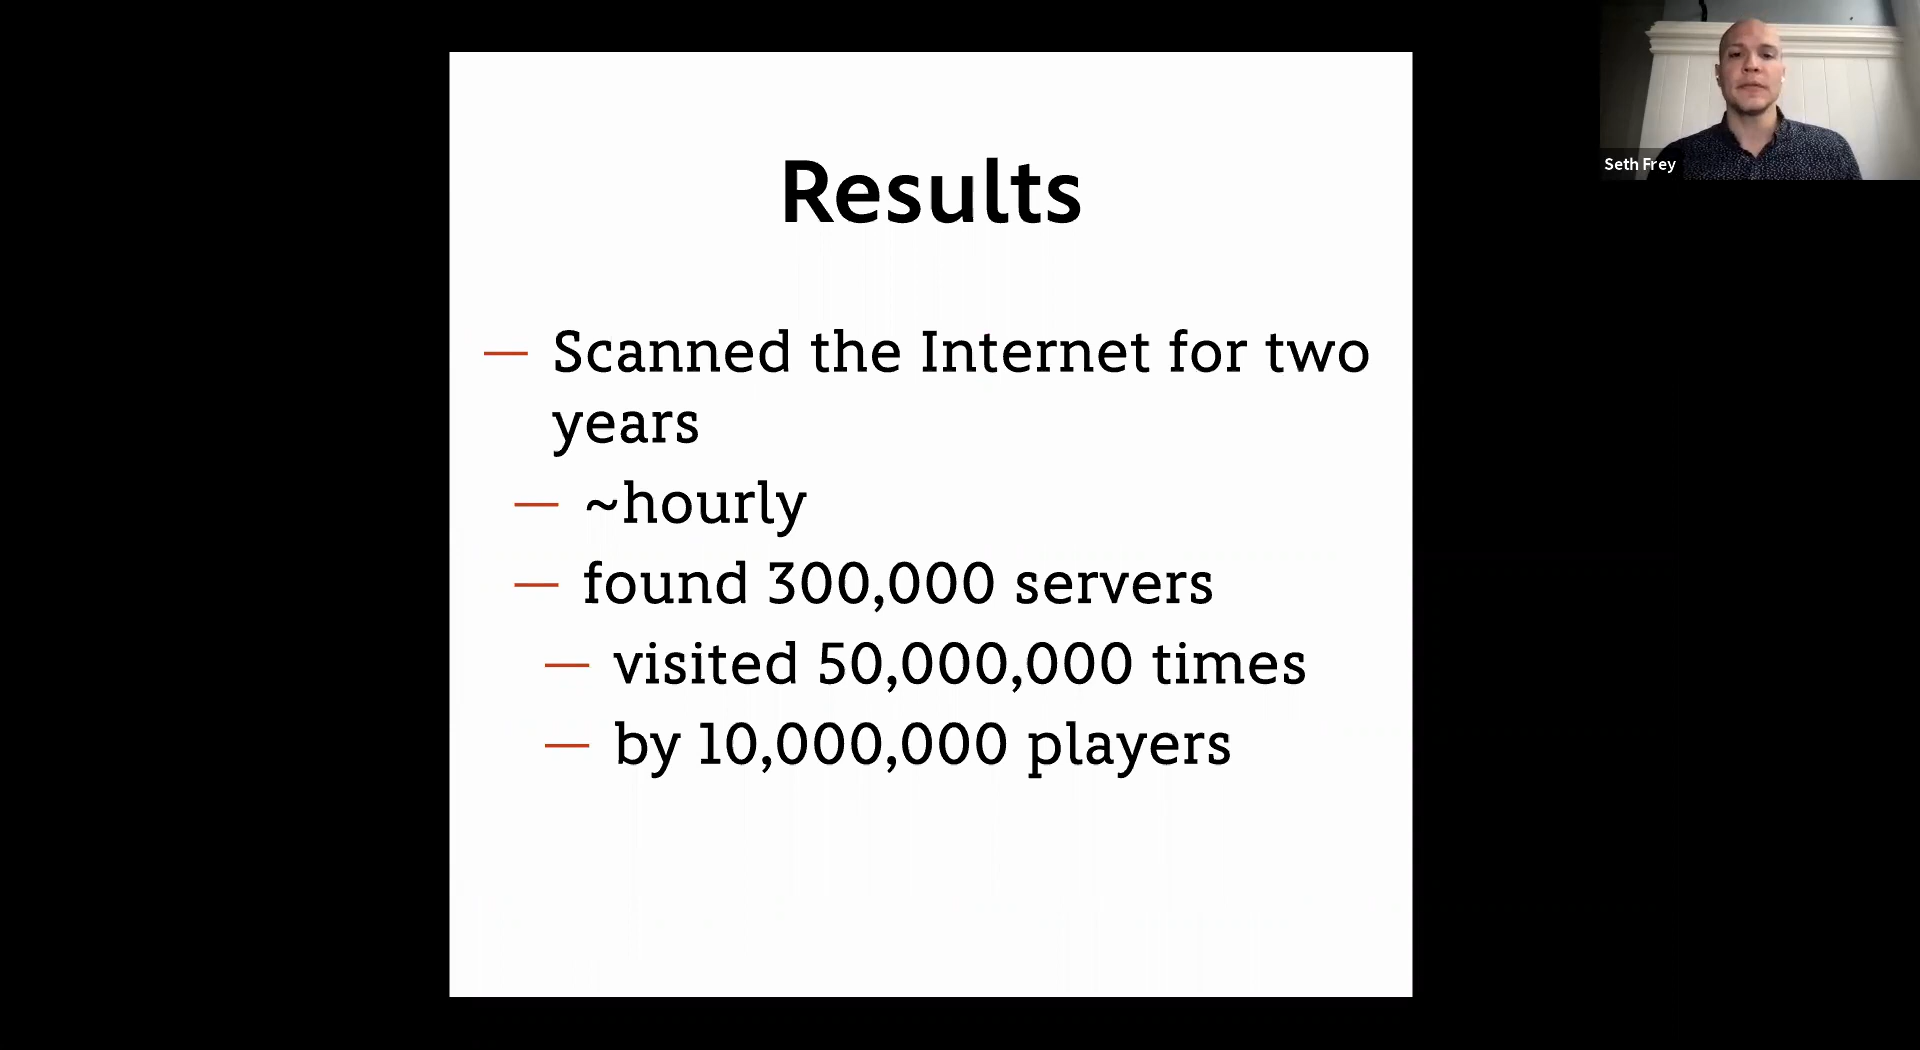 Results
— Scanned the Internet for two
years
— ~hourly
— found 300,000 servers
— visited 50,000,000 times
— by 10,000,000 players
Seth Frey